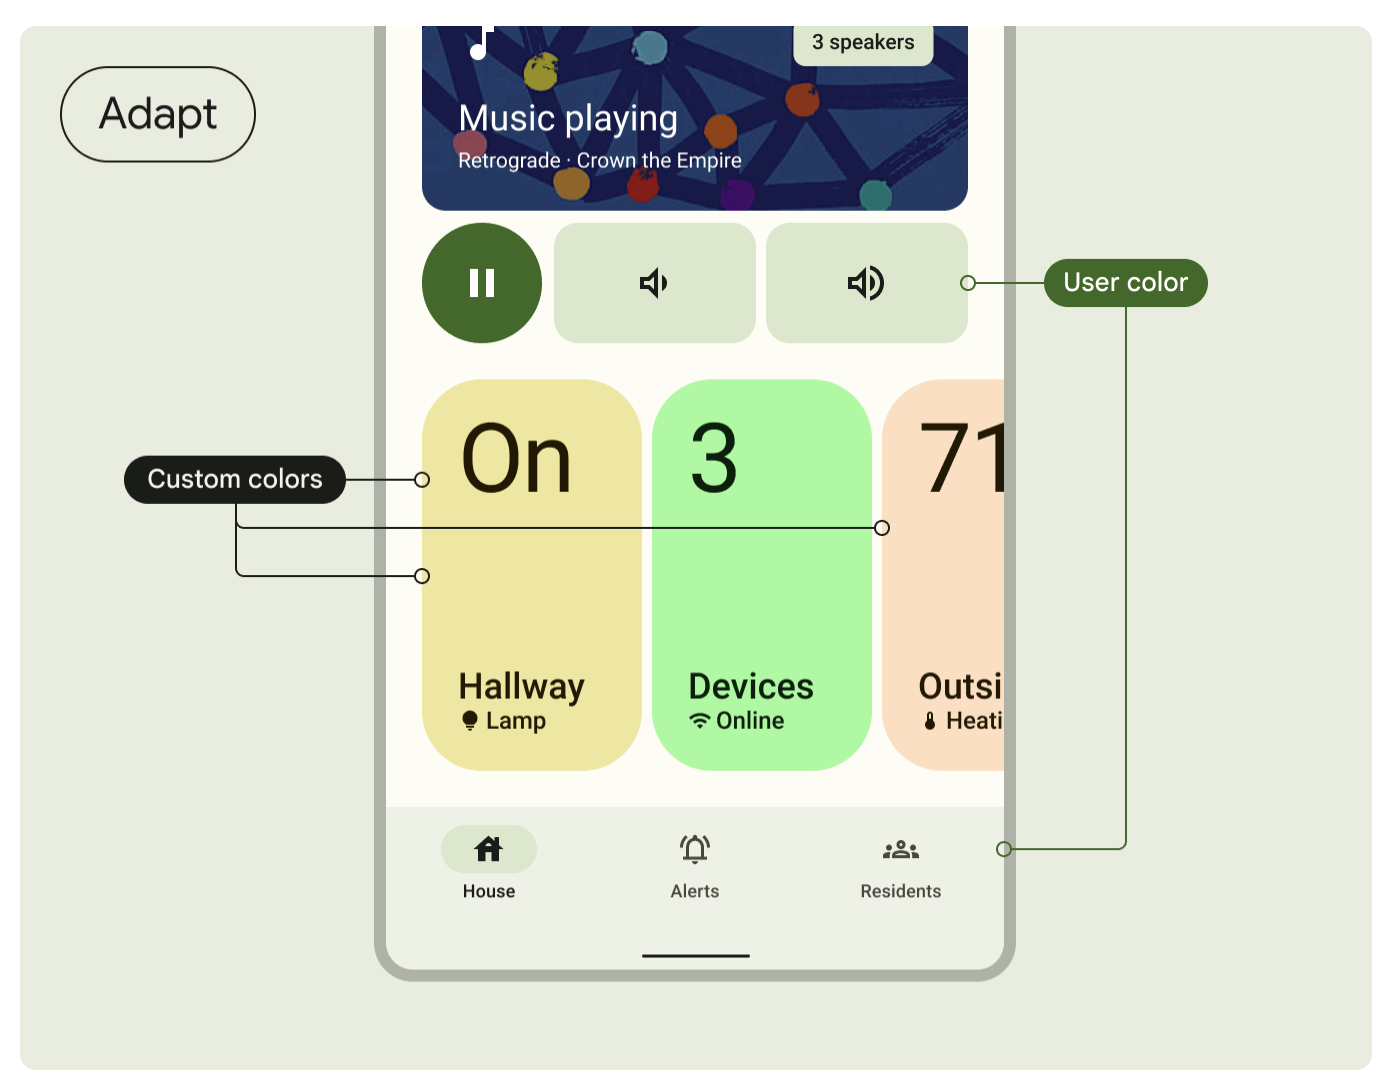 Adapt
3 speakers
Music playing
Retrograde · Crown the Empire
User color
Custom colors
On
3
71
Hallway
Lamp
Devices
Online
Outsi
Heati
House
Alerts
Residents